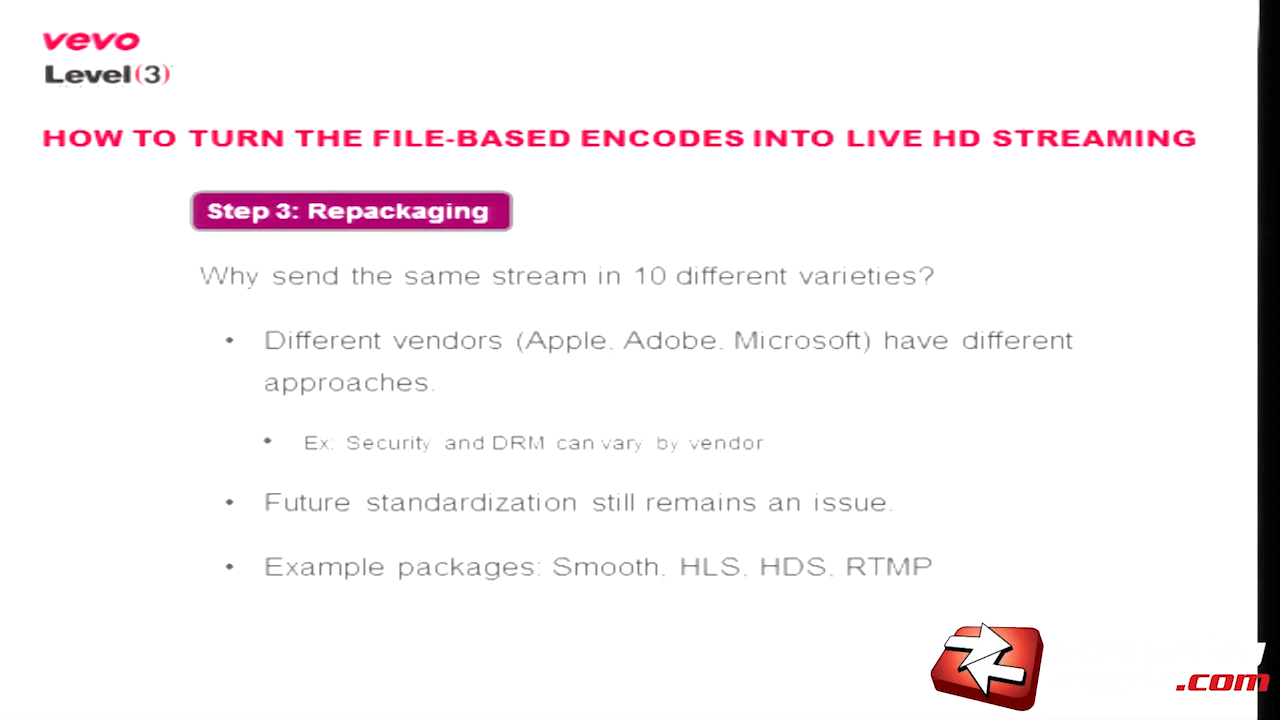 vevo
Level(3)
HOW TO TURN THE FILE-BASED ENCODES INTO LIVE HD STREAMING
Step 3: Repackaging
Why send the same stream in 10 different varieties?
• Different vendors (Apple, Adobe, Microsoft) have different
approaches.
• Ex: Security and DRM can vary by vendor
• Future standardization still remains an issue.
• Example packages: Smooth, HLS, HDS, RTMP
.com